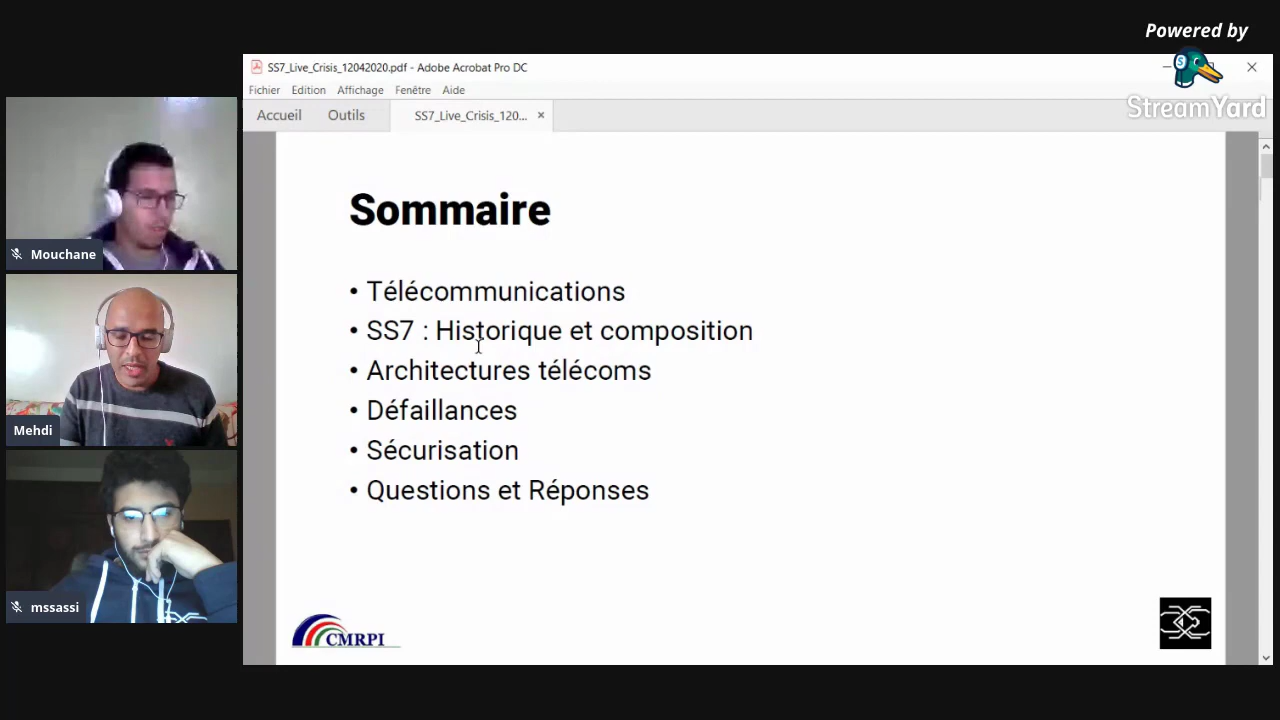 Powered by
StreamYard
SS7_Live_Crisis_12042020.pdf - Adobe Acrobat Pro DC
Fichier Edition Affichage Fenêtre Aide
Accueil Outils SS7_Live_Crisis_120... ×
Sommaire
• Télécommunications
• SS7 : Historique et composition
• Architectures télécoms
• Défaillances
• Sécurisation
• Questions et Réponses
CMRPI
Mouchane
Mehdi
mssassi